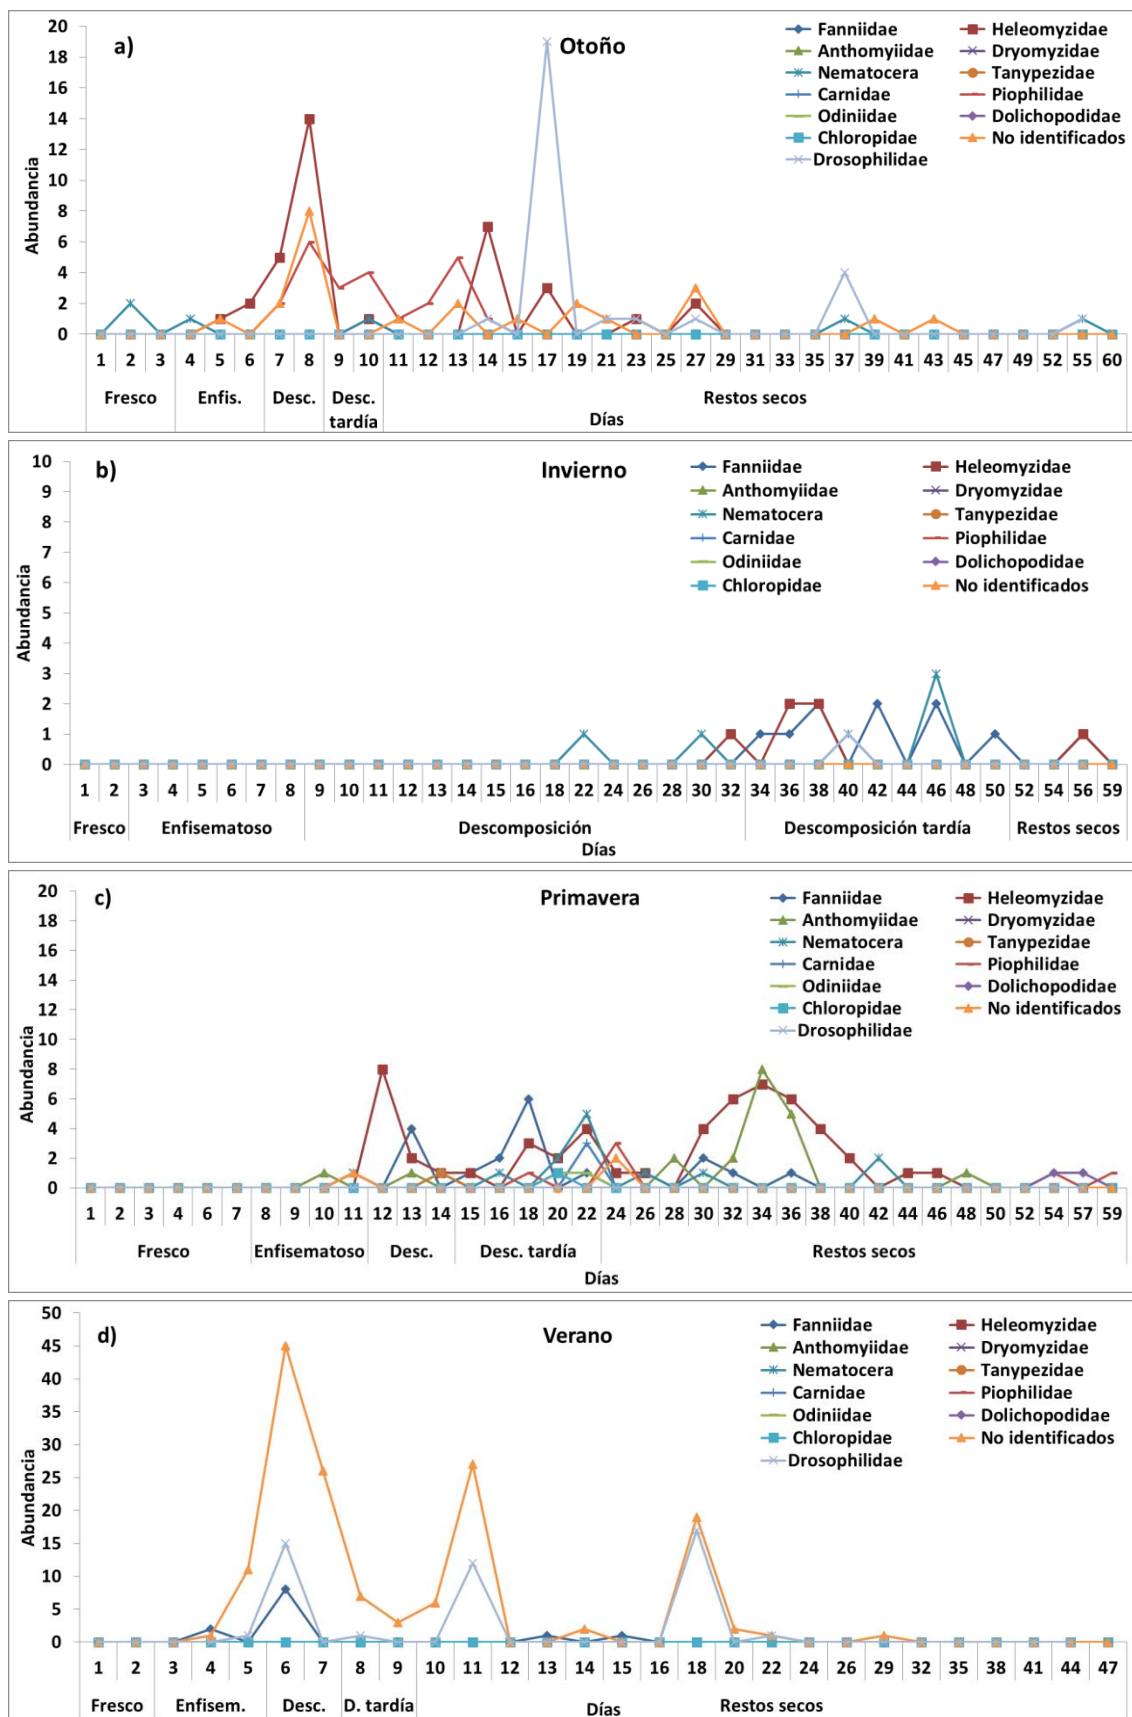 a) Otoño
Fanniidae Heleomyzidae
Anthomyiidae Dryomyzidae
Nematocera Tanypezidae
Carnidae Piophilidae
Odiniidae Dolichopodidae
Chloropidae No identificados
Drosophilidae
Abundancia
20
18
16
14
12
10
8
6
4
2
0
1 2 3 4 5 6 7 8 9 10 11 12 13 14 15 17 19 21 23 25 27 29 31 33 35 37 39 41 43 45 47 49 52 55 60
Fresco Enfis. Desc. Desc. tardía Restos secos
Días
b) Invierno
Fanniidae Heleomyzidae
Anthomyiidae Dryomyzidae
Nematocera Tanypezidae
Carnidae Piophilidae
Odiniidae Dolichopodidae
Chloropidae No identificados
Abundancia
10
9
8
7
6
5
4
3
2
1
0
1 2 3 4 5 6 7 8 9 10 11 12 13 14 15 16 18 22 24 26 28 30 32 34 36 38 40 42 44 46 48 50 52 54 56 59
Fresco Enfisematoso Descomposición Descomposición tardía Restos secos
Días
c) Primavera
Fanniidae Heleomyzidae
Anthomyiidae Dryomyzidae
Nematocera Tanypezidae
Carnidae Piophilidae
Odiniidae Dolichopodidae
Chloropidae No identificados
Drosophilidae
Abundancia
20
18
16
14
12
10
8
6
4
2
0
1 2 3 4 6 7 8 9 10 11 12 13 14 15 16 18 20 22 24 26 28 30 32 34 36 38 40 42 44 46 48 50 52 54 57 59
Fresco Enfisematoso Desc. Desc. tardía Restos secos
Días
d) Verano
Fanniidae Heleomyzidae
Anthomyiidae Dryomyzidae
Nematocera Tanypezidae
Carnidae Piophilidae
Odiniidae Dolichopodidae
Chloropidae No identificados
Drosophilidae
Abundancia
50
45
40
35
30
25
20
15
10
5
0
1 2 3 4 5 6 7 8 9 10 11 12 13 14 15 16 18 20 22 24 26 29 32 35 38 41 44 47
Fresco Enfisem. Desc. D. tardía Días Restos secos